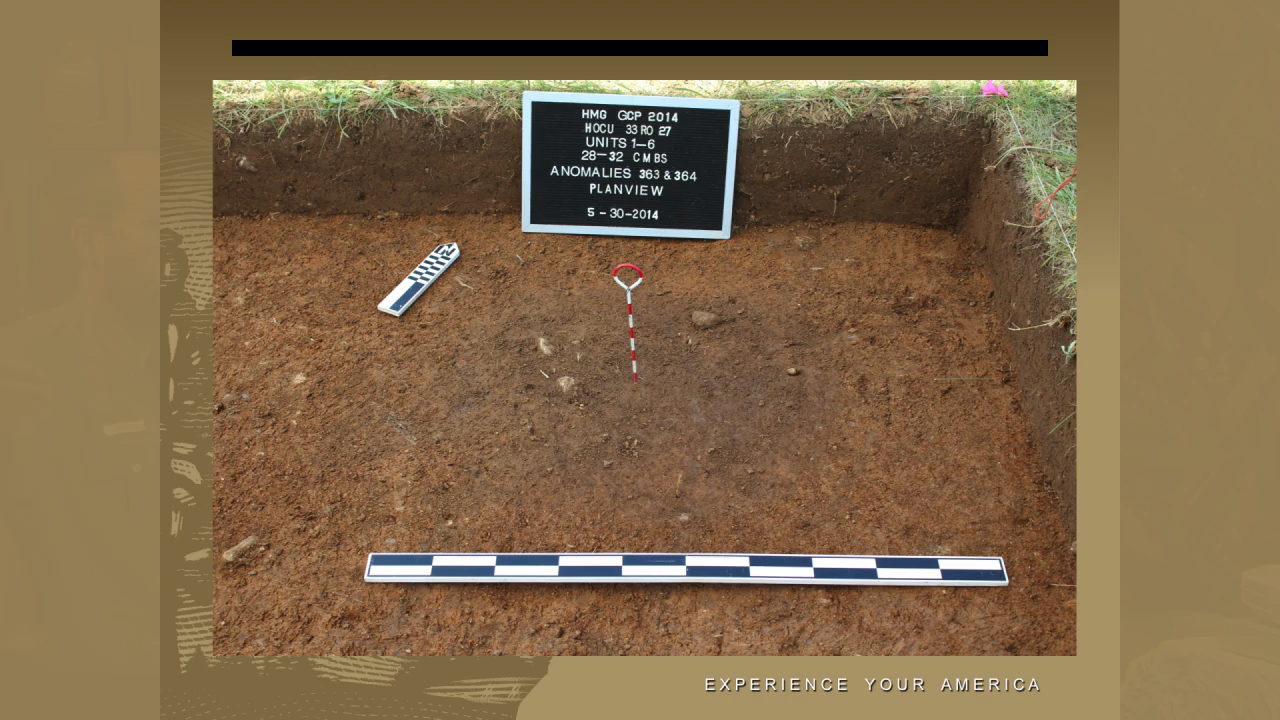 HMG GCP 2014
HOCU 33 RO 27
UNITS 1-6
28-32 CMBS
ANOMALIES 363 & 364
PLANVIEW
5-30-2014
EXPERIENCE YOUR AMERICA